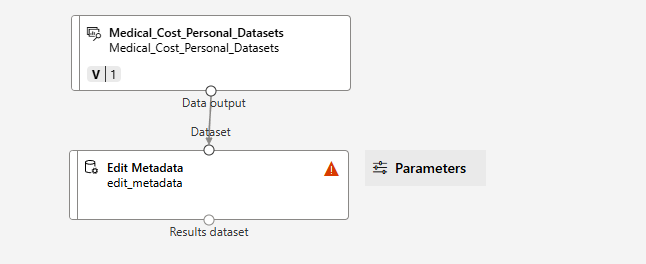 Medical_Cost_Personal_Datasets
Medical_Cost_Personal_Datasets
V 1
Data output
Dataset
Edit Metadata
edit_metadata
Parameters
Results dataset